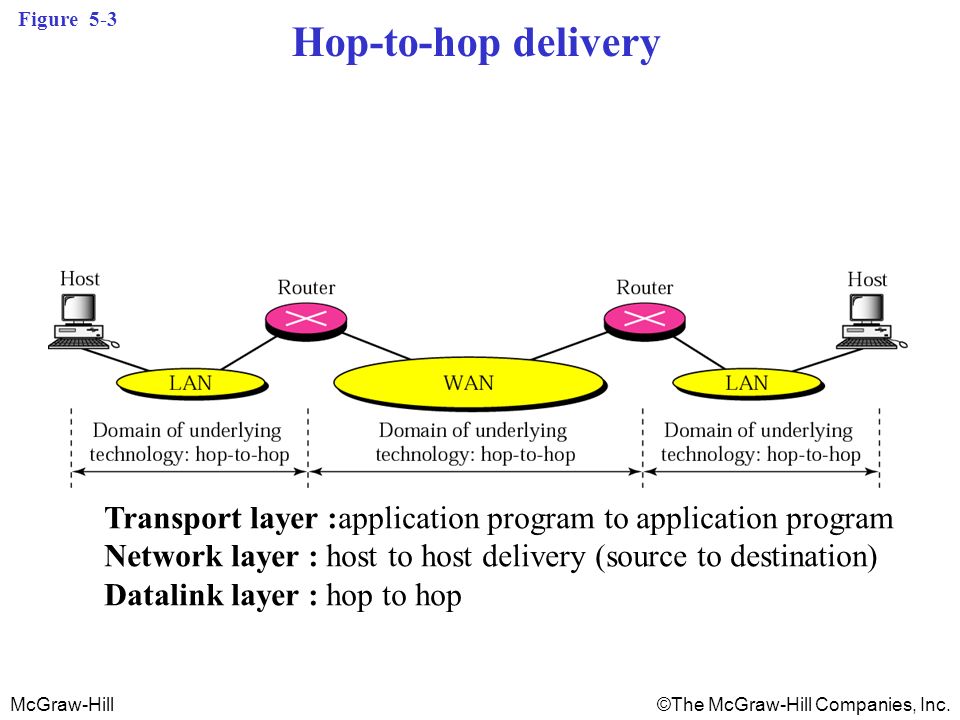 Figure 5-3
Hop-to-hop delivery
Host
Router
Router
Host
LAN
WAN
LAN
Domain of underlying
technology: hop-to-hop
Domain of underlying
technology: hop-to-hop
Domain of underlying
technology: hop-to-hop
Transport layer :application program to application program
Network layer : host to host delivery (source to destination)
Datalink layer : hop to hop
McGraw-Hill
©The McGraw-Hill Companies, Inc.